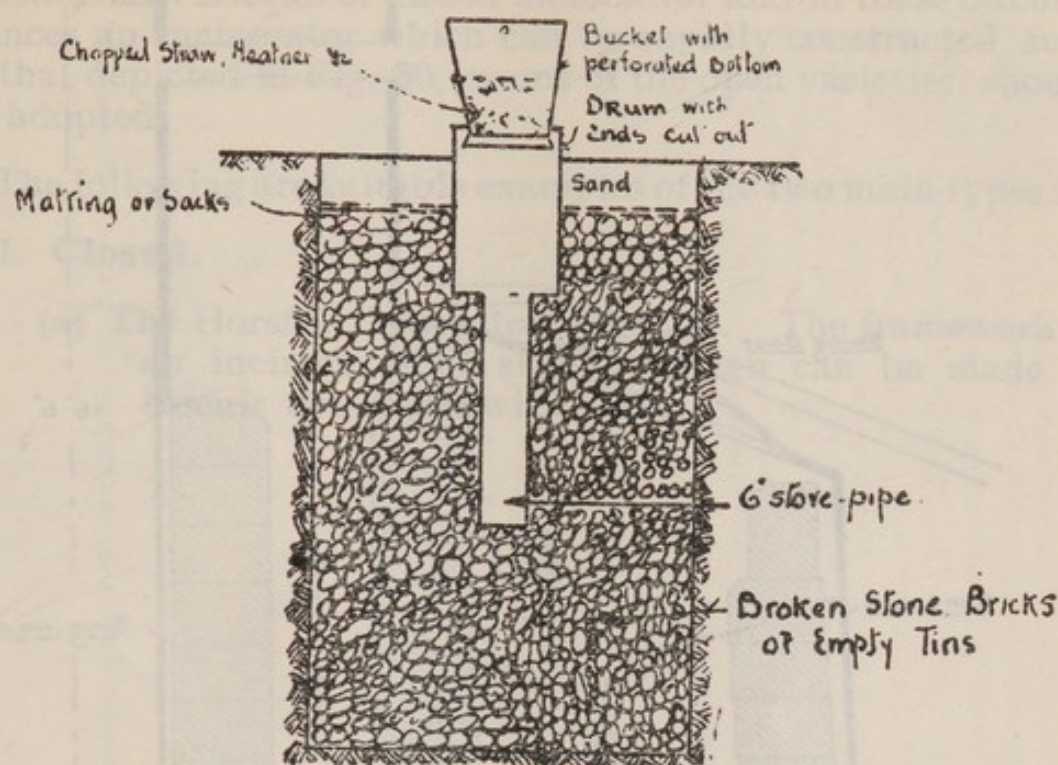 Chopped Straw, Heather &c
Bucket with
perforated Bottom
Drum with
Ends cut out
Sand
Matting or Sacks
6" stove-pipe
Broken Stone Bricks
or Empty Tins